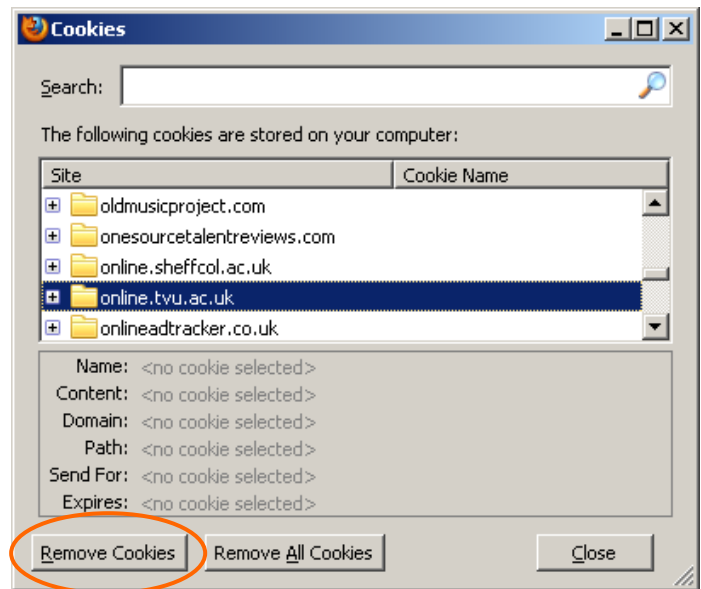 Cookies
Search:
The following cookies are stored on your computer:
Site Cookie Name
oldmusicproject.com
onesourcetalentreviews.com
online.sheffcol.ac.uk
online.tvu.ac.uk
onlineadtracker.co.uk
Name: <no cookie selected>
Content: <no cookie selected>
Domain: <no cookie selected>
Path: <no cookie selected>
Send For: <no cookie selected>
Expires: <no cookie selected>
Remove Cookies Remove All Cookies Close